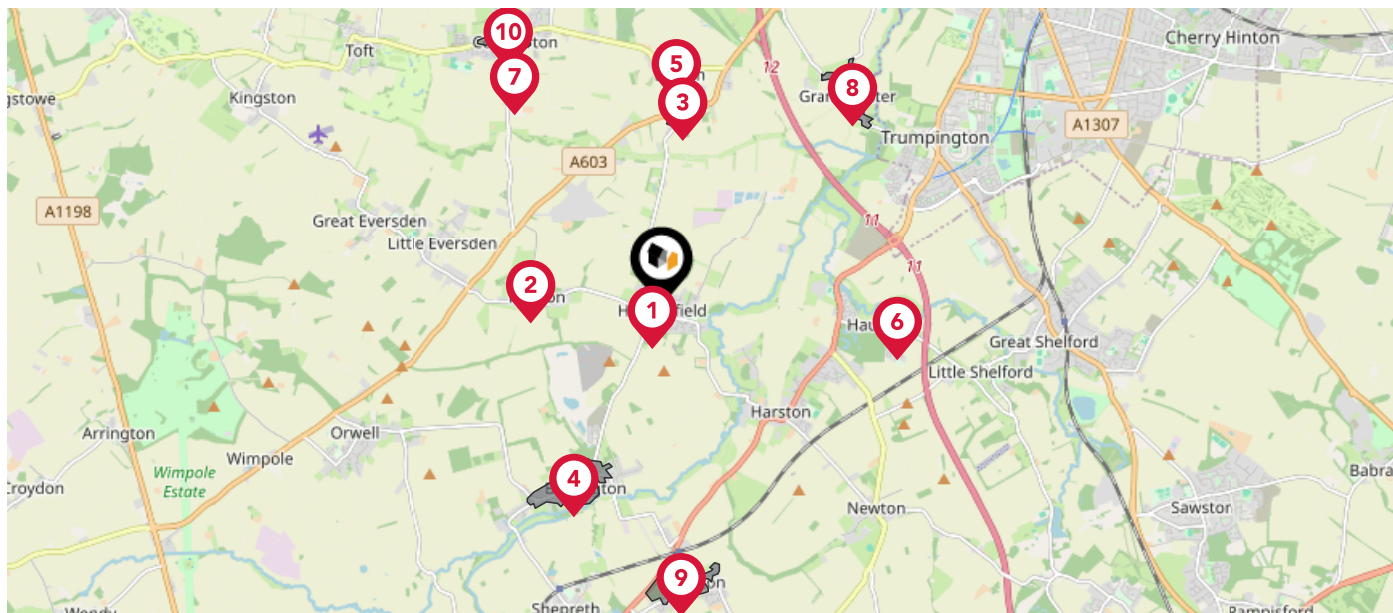 10
Cherry Hinton
Toft
5
12
7
gstowe
Kingston
3
8
A1307
Trumpington
A603
A1198
Great Eversden
11
Little Eversden
11
2
1
6
Great Shelford
Little Shelford
Harston
Arrington
Orwell
Wimpole
Wimpole
Estate
Croydon
4
Babra
Newton
Sawston
9
Shepreth